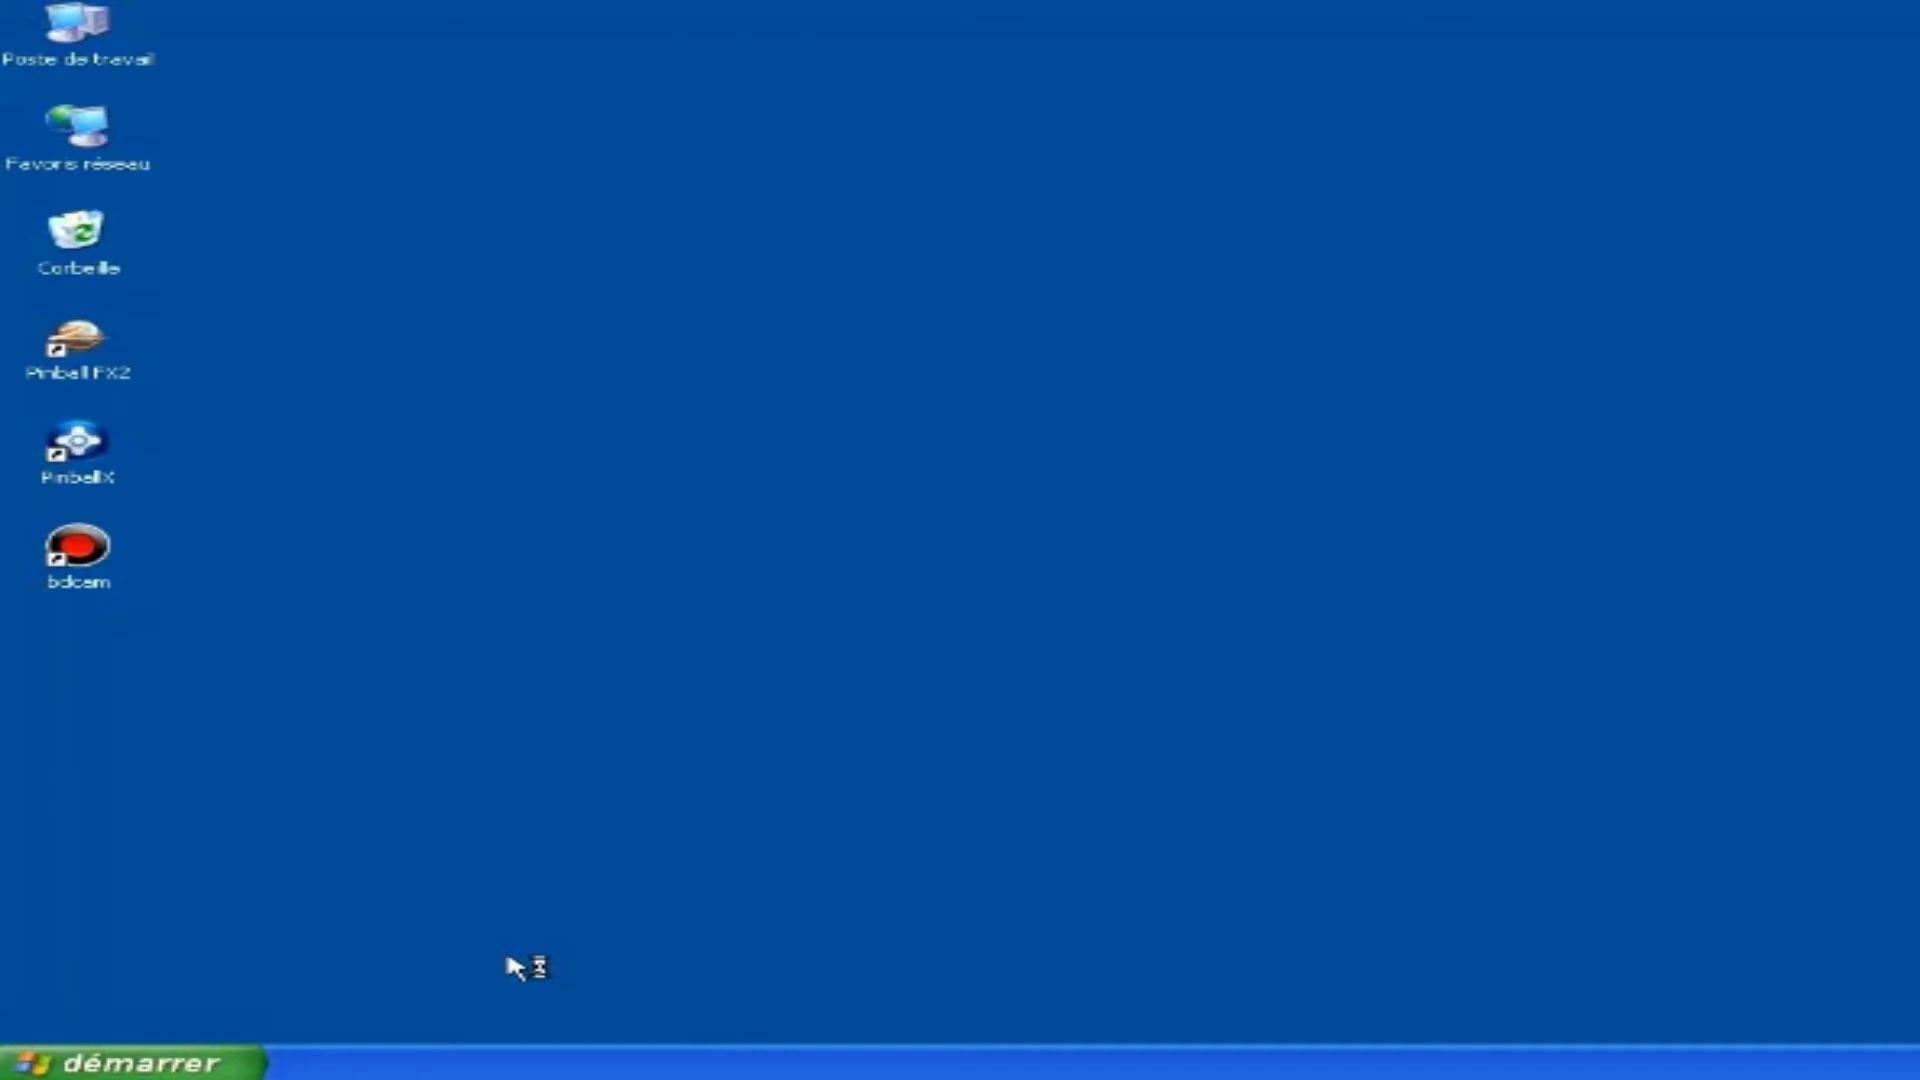 Poste de travail
Favoris réseau
Corbeille
Pinball FX2
PinballX
bdcam
démarrer